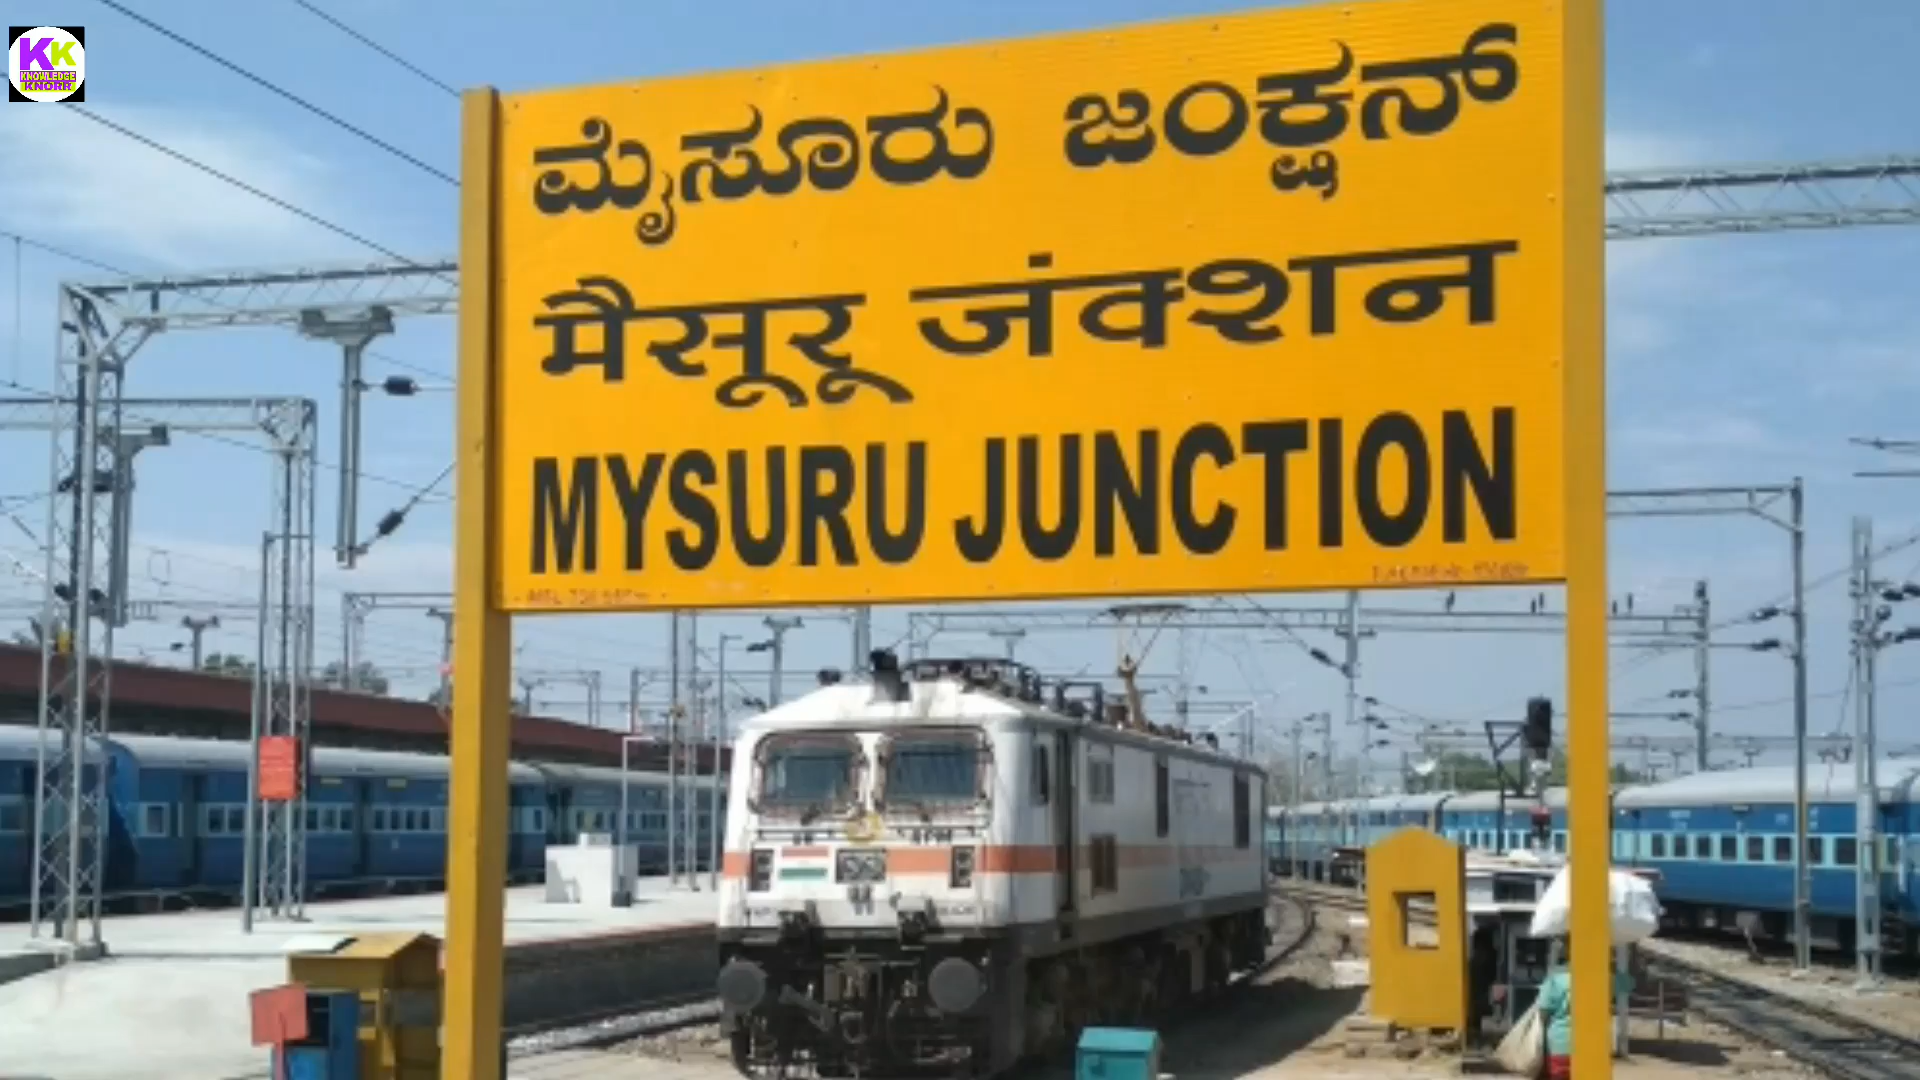 KK
KNOWLEDGE
KNORR
ಮೈಸೂರು ಜಂಕ್ಷನ್
मैसूरू जंक्शन
MYSURU JUNCTION